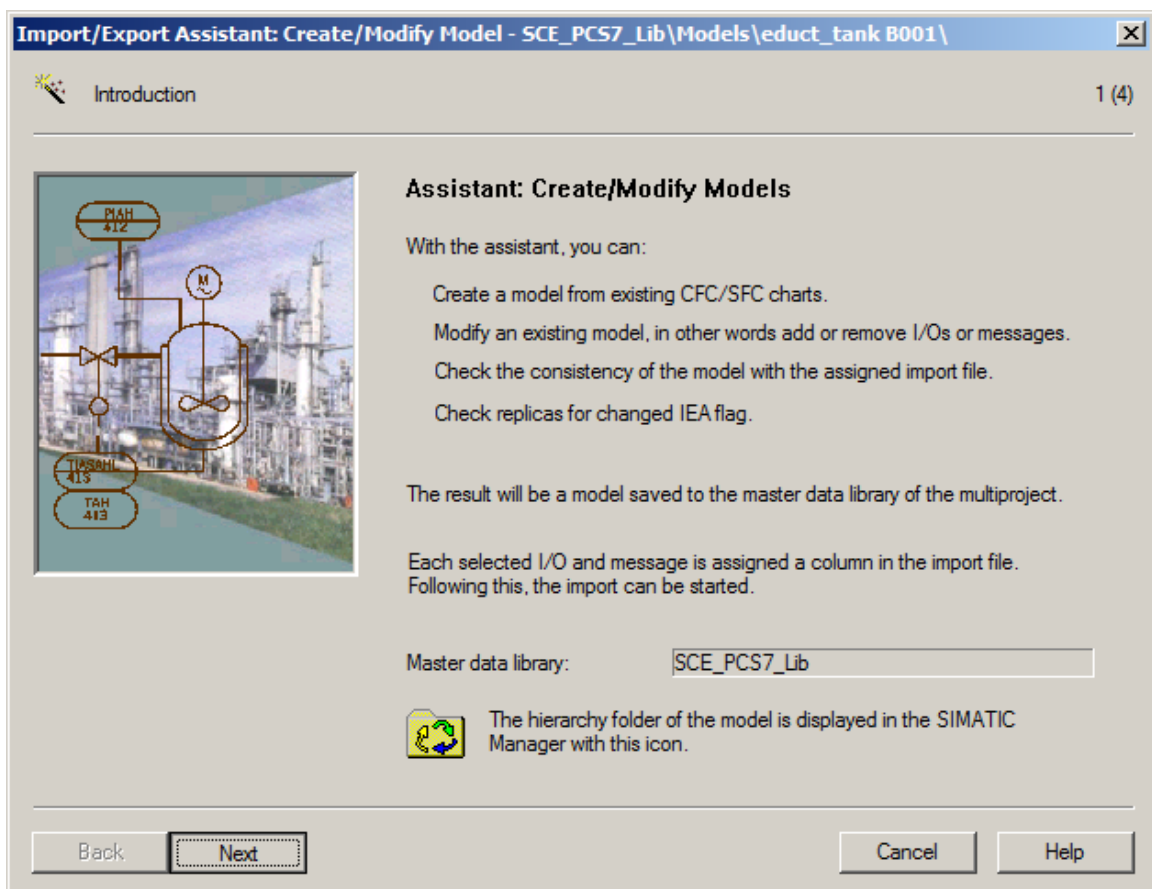 Import/Export Assistant: Create/Modify Model - SCE_PCS7_Lib\Models\educt_tank B001\
Introduction
1 (4)
PIAH
412
M
TIASAHL
413
TAH
413
Assistant: Create/Modify Models
With the assistant, you can:
Create a model from existing CFC/SFC charts.
Modify an existing model, in other words add or remove I/Os or messages.
Check the consistency of the model with the assigned import file.
Check replicas for changed IEA flag.
The result will be a model saved to the master data library of the multiproject.
Each selected I/O and message is assigned a column in the import file.
Following this, the import can be started.
Master data library:
SCE_PCS7_Lib
The hierarchy folder of the model is displayed in the SIMATIC
Manager with this icon.
Back
Next
Cancel
Help